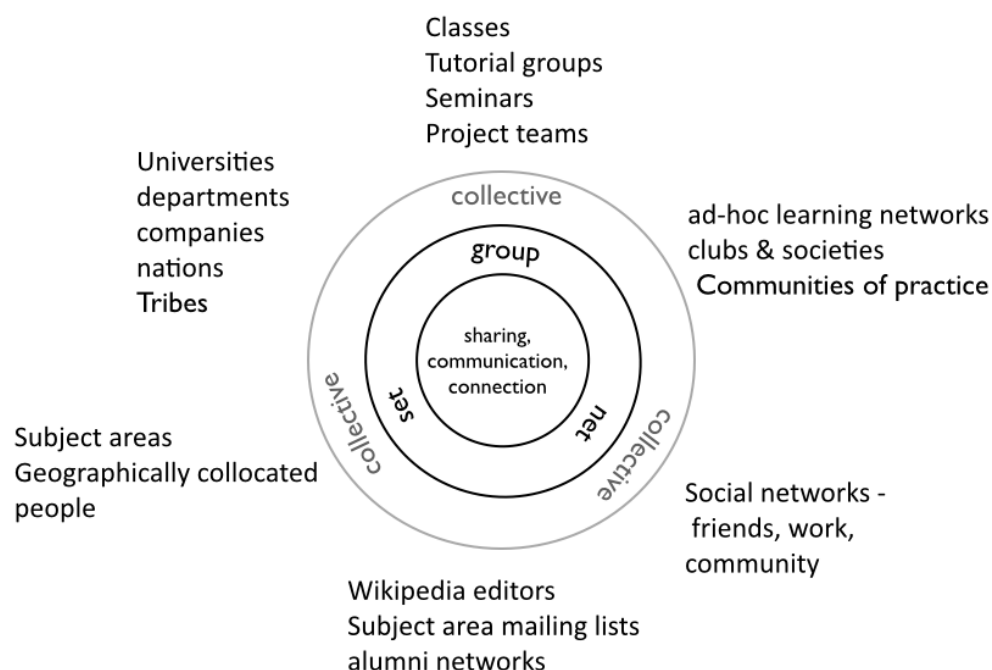 Classes
Tutorial groups
Seminars
Project teams
Universities
departments
companies
nations
Tribes
ad-hoc learning networks
clubs & societies
Communities of practice
collective
group
sharing,
communication,
connection
set
net
collective
collective
Subject areas
Geographically collocated
people
Social networks -
friends, work,
community
Wikipedia editors
Subject area mailing lists
alumni networks